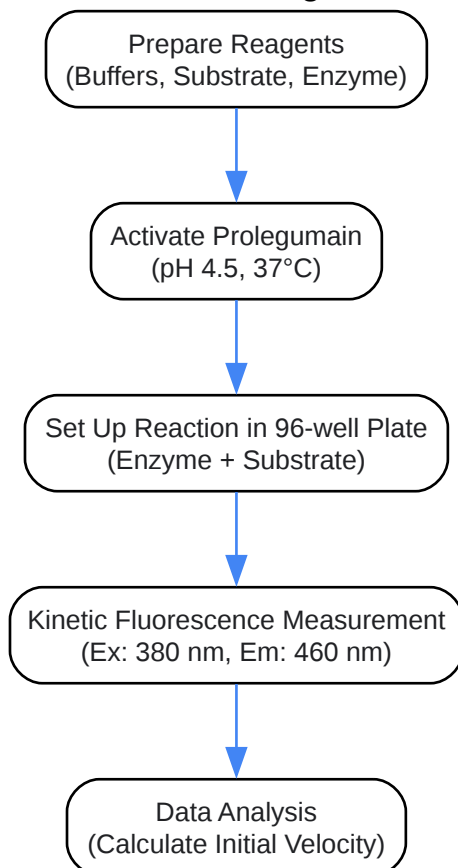 Prepare Reagents
(Buffers, Substrate, Enzyme)
Activate Prolegumain
(pH 4.5, 37°C)
Set Up Reaction in 96-well Plate
(Enzyme + Substrate)
Kinetic Fluorescence Measurement
(Ex: 380 nm, Em: 460 nm)
Data Analysis
(Calculate Initial Velocity)